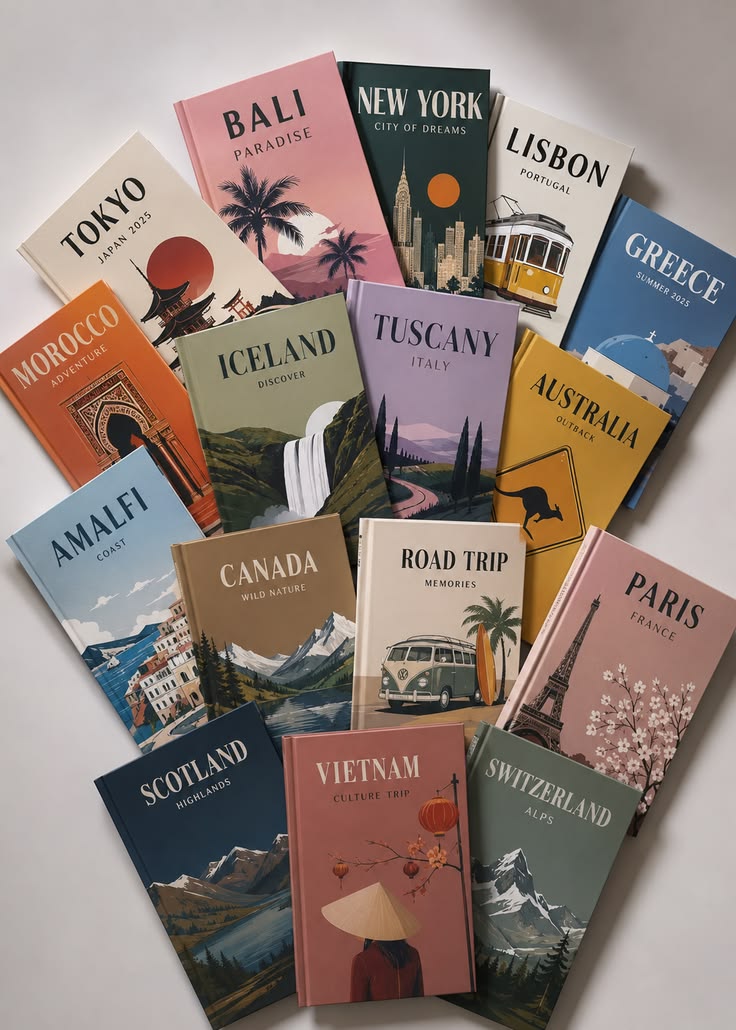 BALI
PARADISE
NEW YORK
CITY OF DREAMS
LISBON
PORTUGAL
TOKYO
JAPAN 2025
GREECE
SUMMER 2025
MOROCCO
ADVENTURE
ICELAND
DISCOVER
TUSCANY
ITALY
AUSTRALIA
OUTBACK
AMALFI
COAST
CANADA
WILD NATURE
ROAD TRIP
MEMORIES
PARIS
FRANCE
SCOTLAND
HIGHLANDS
VIETNAM
CULTURE TRIP
SWITZERLAND
ALPS